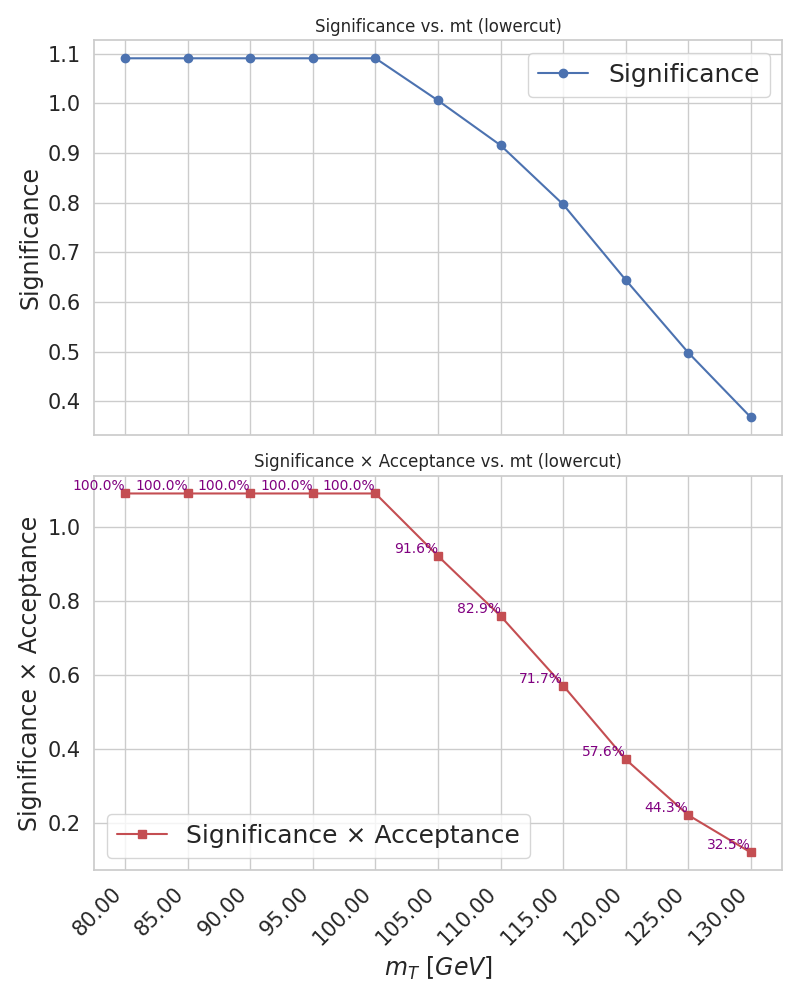 Significance vs. mt (lowercut)
1.1
1.0
0.9
0.8
0.7
0.6
0.5
0.4
Significance
Significance
Significance × Acceptance vs. mt (lowercut)
100.0% 100.0% 100.0% 100.0% 100.0%
91.6%
82.9%
71.7%
57.6%
44.3%
32.5%
1.0
0.8
0.6
0.4
0.2
Significance × Acceptance
Significance × Acceptance
80.00 85.00 90.00 95.00 100.00 105.00 110.00 115.00 120.00 125.00 130.00
m_T [GeV]